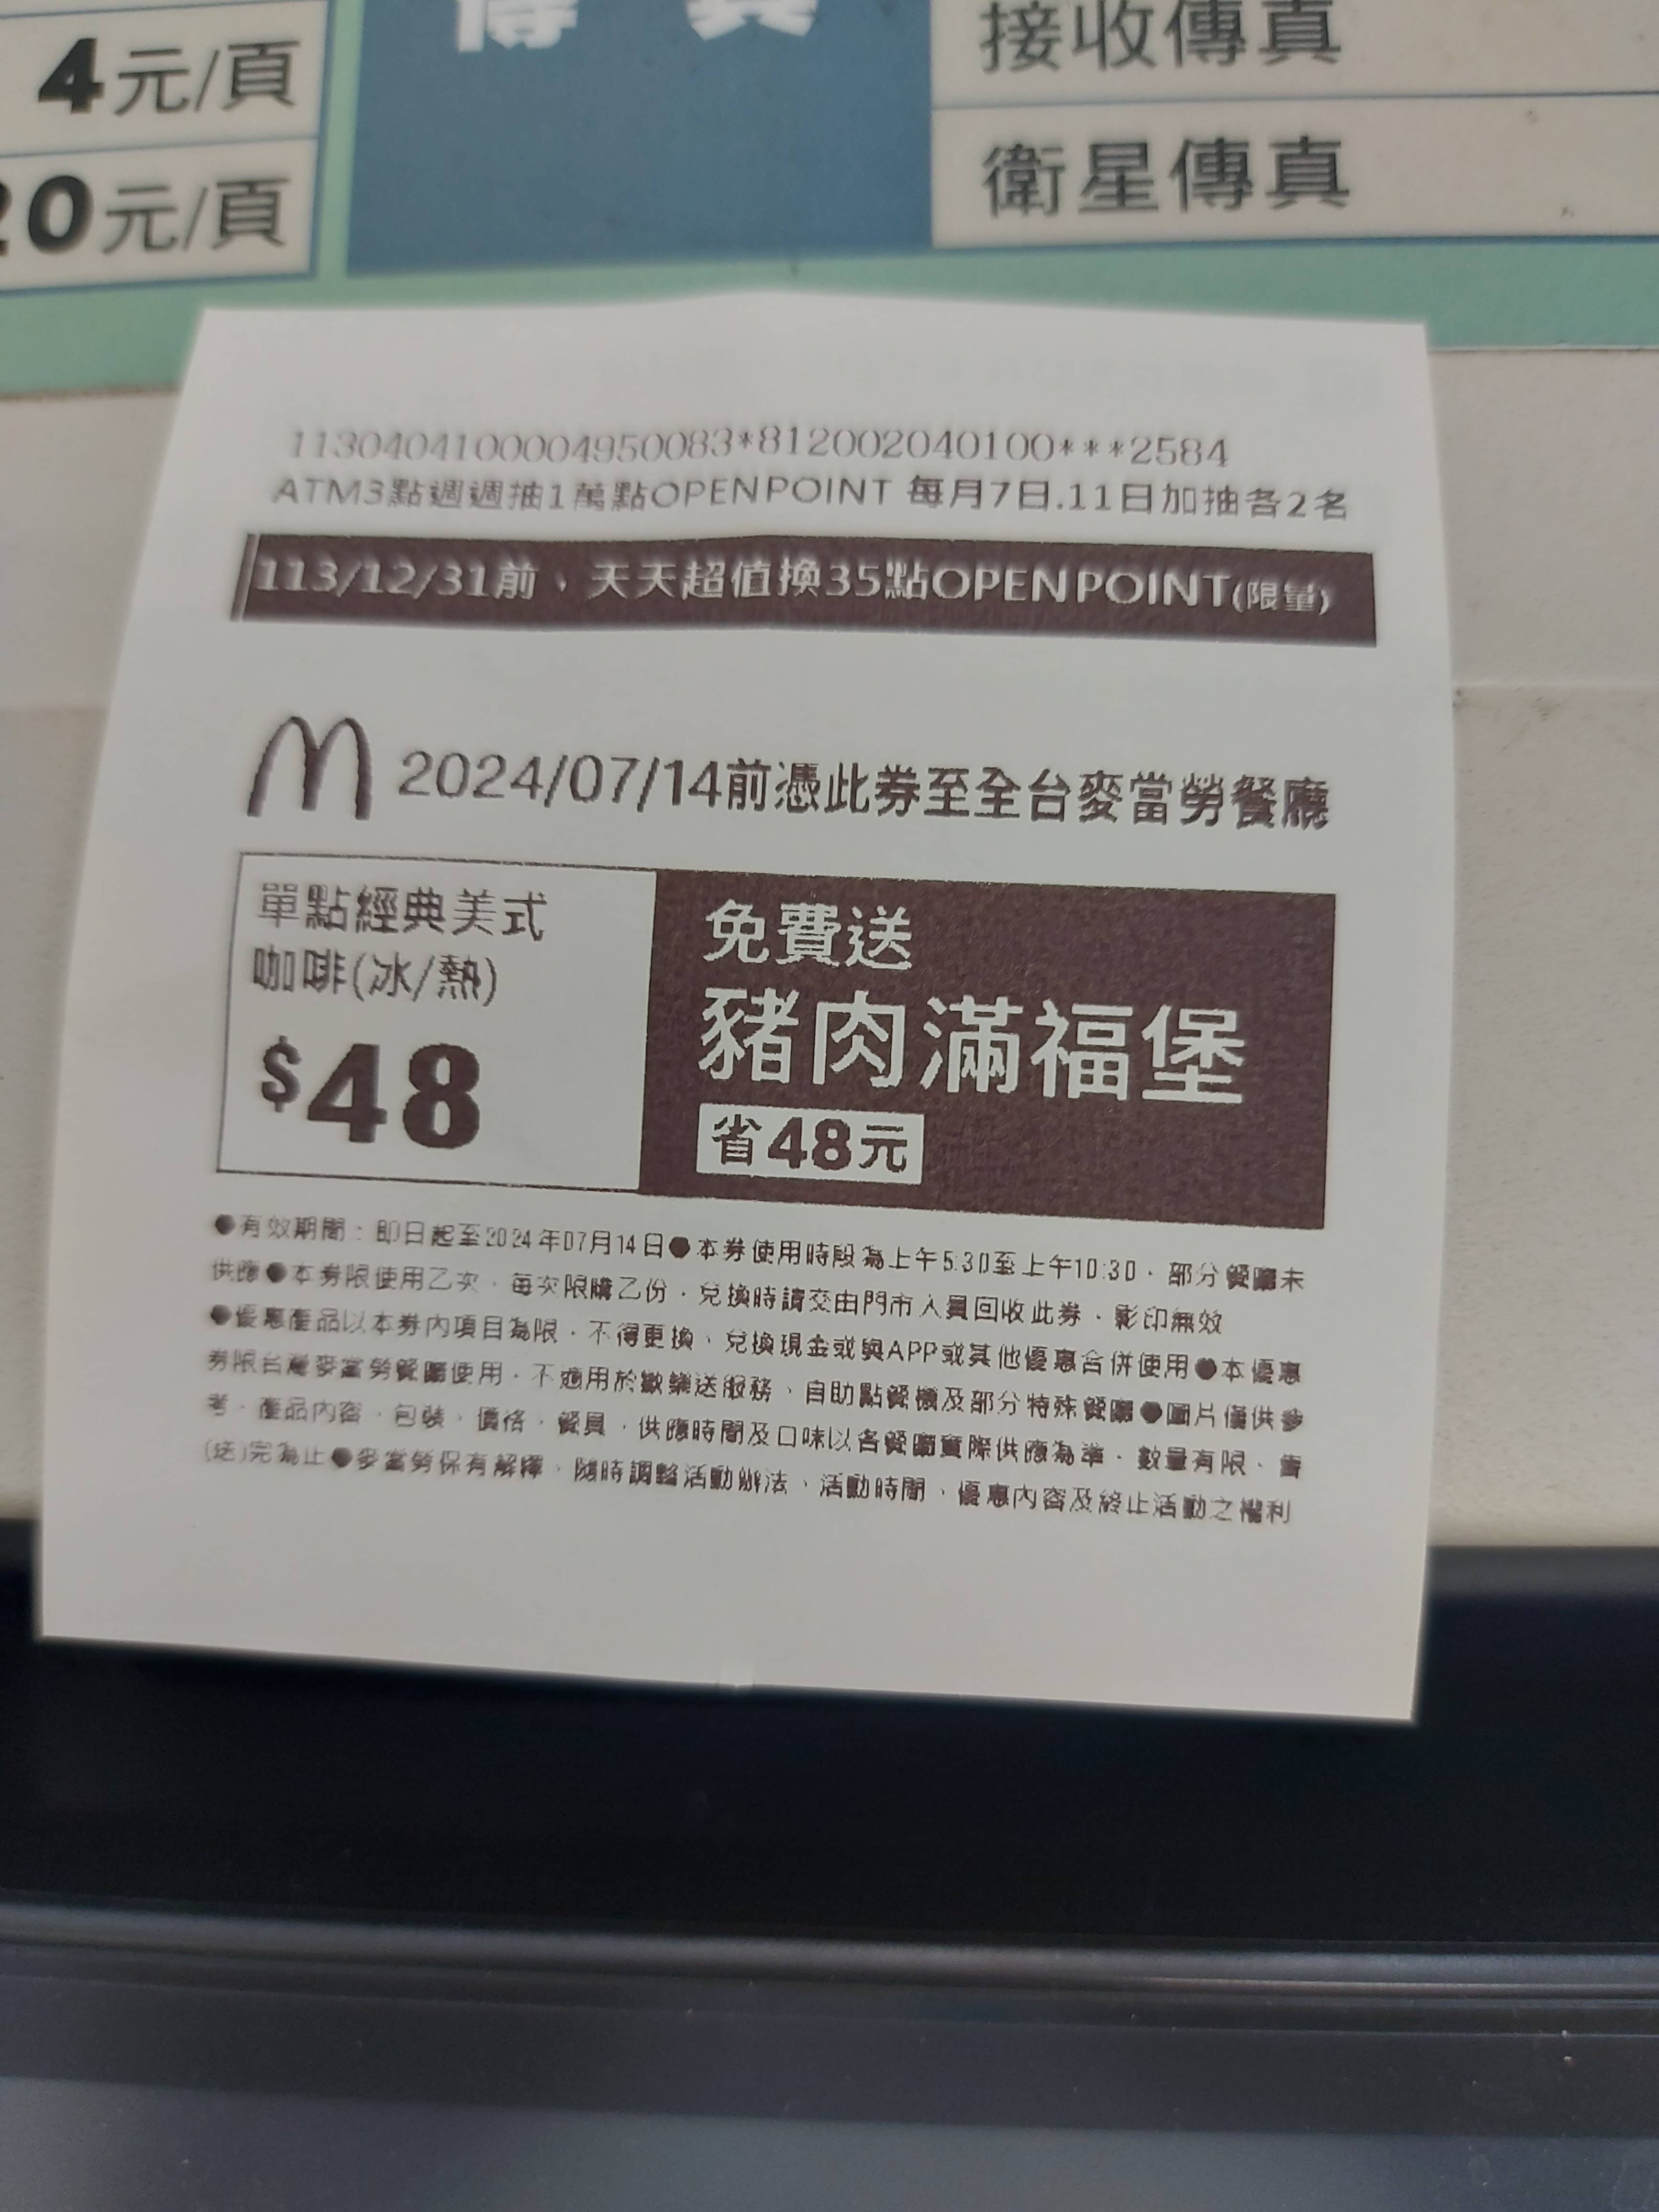 4元/頁
20元/頁
傳真
接收傳真
衛星傳真
1130404100004950083*812002040100***2584
ATM3點週週抽1萬點OPENPOINT 每月7日.11日加抽各2名
113/12/31前、天天超值換35點OPENPOINT(限量)
2024/07/14前憑此券至全台麥當勞餐廳
單點經典美式
咖啡(冰/熱)
$48
免費送
豬肉滿福堡
省48元
●有效期間：即日起至2024年07月14日●本券使用時段為上午5:30至上午10:30，部分餐廳未
供應●本券限使用乙次，每次限購乙份，兌換時請交由門市人員回收此券，影印無效
●優惠產品以本券內項目為限，不得更換、兌換現金或與APP或其他優惠合併使用●本優惠
券限台灣麥當勞餐廳使用，不適用於歡樂送服務、自助點餐機及部分特殊餐廳●圖片僅供參
考，產品內容，包裝，價格，餐具，供應時間及口味以各餐廳實際供應為準，數量有限、售
(送)完為止●麥當勞保有解釋、隨時調整活動辦法、活動時間、優惠內容及終止活動之權利